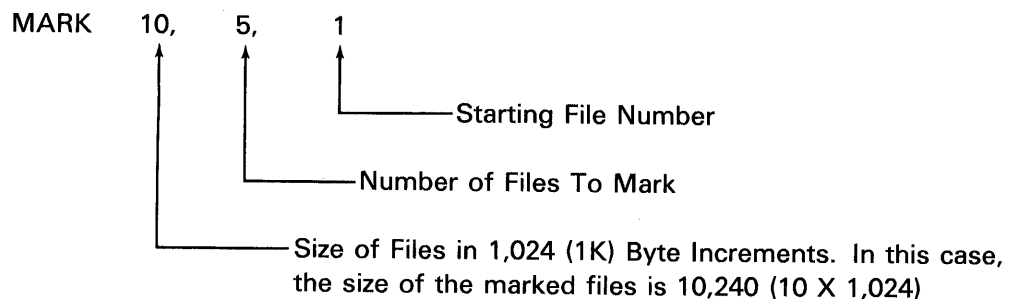 MARK 10, 5, 1
Starting File Number
Number of Files To Mark
Size of Files in 1,024 (1K) Byte Increments. In this case,
the size of the marked files is 10,240 (10 X 1,024)